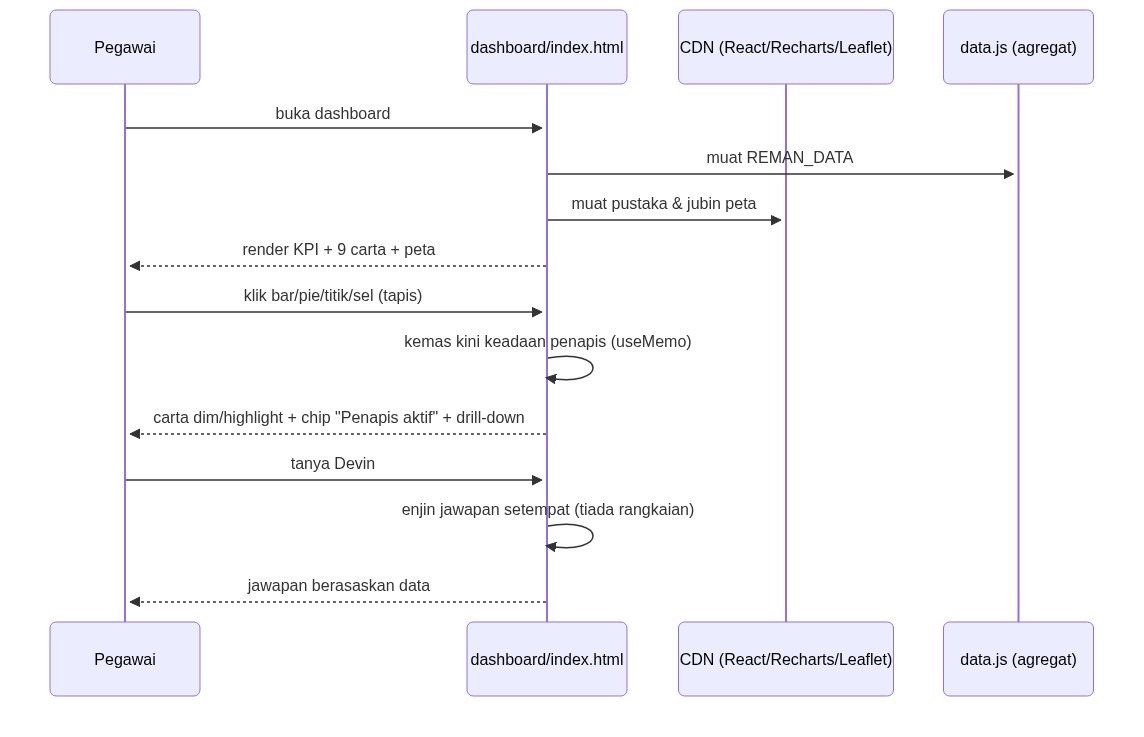 Pegawai
dashboard/index.html
CDN (React/Recharts/Leaflet)
data.js (agregat)
buka dashboard
muat REMAN_DATA
muat pustaka & jubin peta
render KPI + 9 carta + peta
klik bar/pie/titik/sel (tapis)
kemas kini keadaan penapis (useMemo)
carta dim/highlight + chip "Penapis aktif" + drill-down
tanya Devin
enjin jawapan setempat (tiada rangkaian)
jawapan berasaskan data
Pegawai
dashboard/index.html
CDN (React/Recharts/Leaflet)
data.js (agregat)